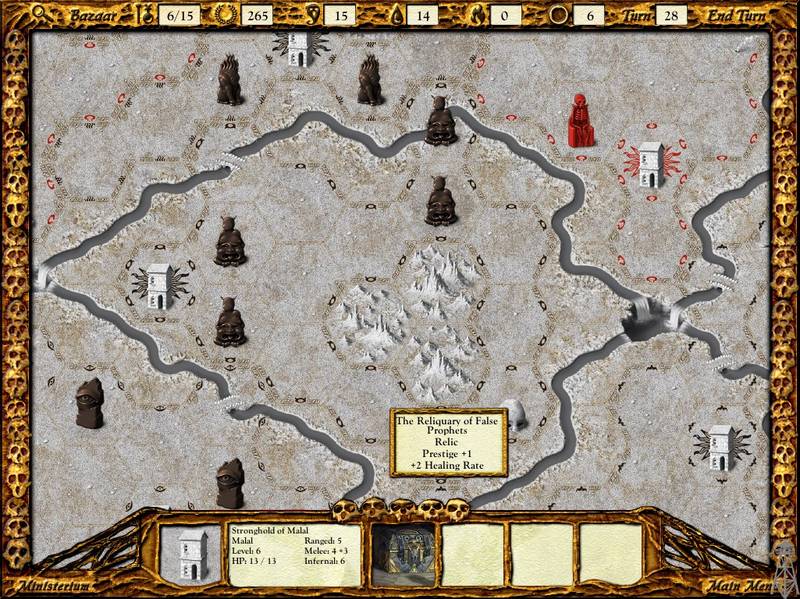 Bazaar 6/15 265 15 14 0 6 Turn- 28 End Turn
The Reliquary of False
Prophets
Relic
Prestige +1
+2 Healing Rate
Stronghold of Malal
Malal Ranged: 5
Level: 6 Melee: 4 +3
HP: 13 / 13 Infernal: 6
Ministerium Main Menu